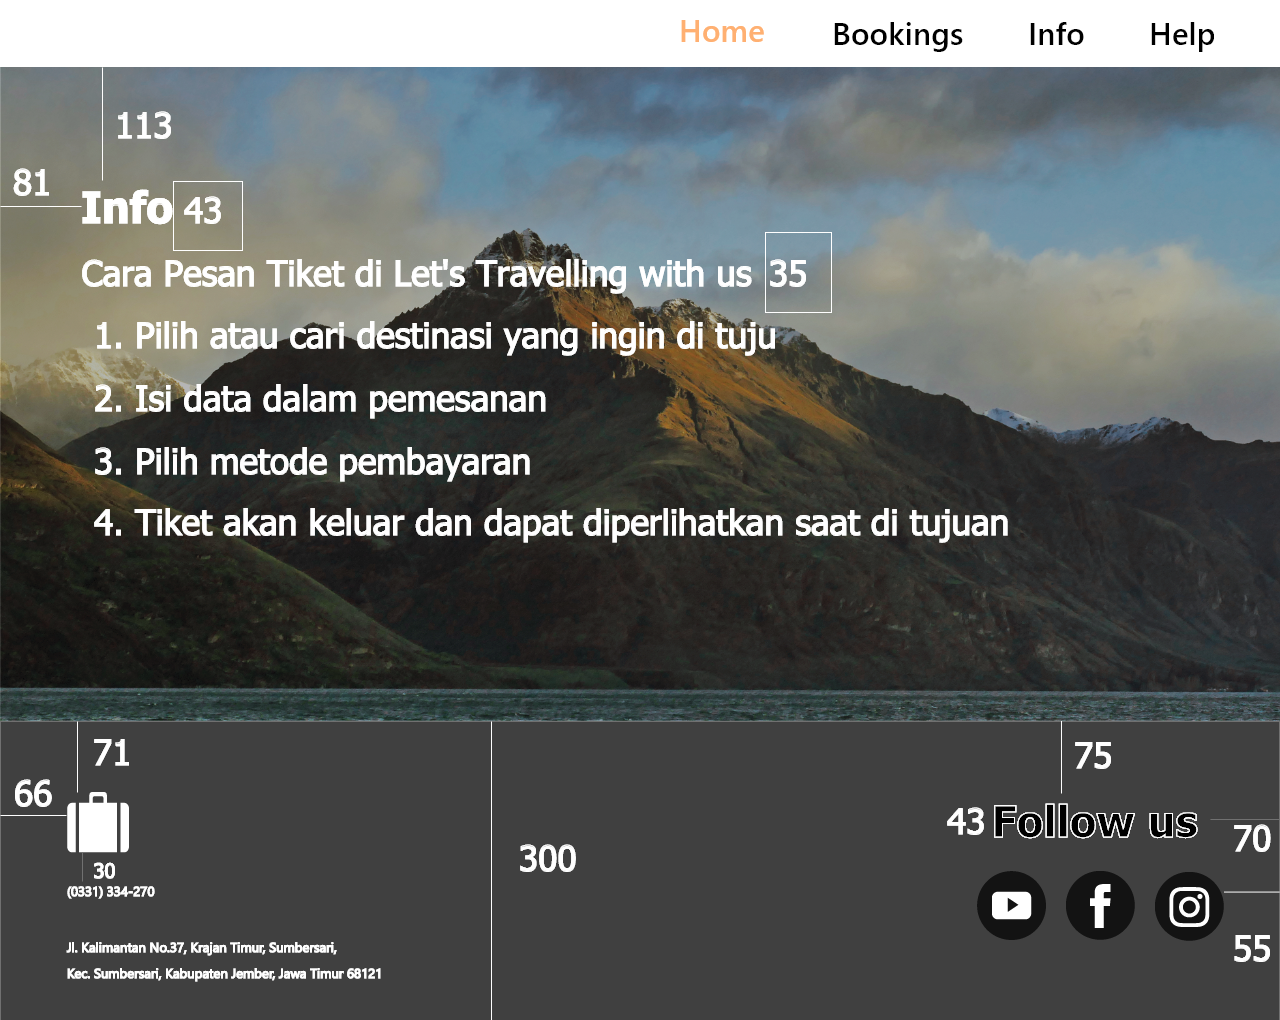 Home Bookings Info Help
113
81
Info 43
Cara Pesan Tiket di Let's Travelling with us 35
1. Pilih atau cari destinasi yang ingin di tuju
2. Isi data dalam pemesanan
3. Pilih metode pembayaran
4. Tiket akan keluar dan dapat diperlihatkan saat di tujuan
71
75
66
43 Follow us
70
300
30
(0331) 334-270
55
Jl. Kalimantan No.37, Krajan Timur, Sumbersari,
Kec. Sumbersari, Kabupaten Jember, Jawa Timur 68121